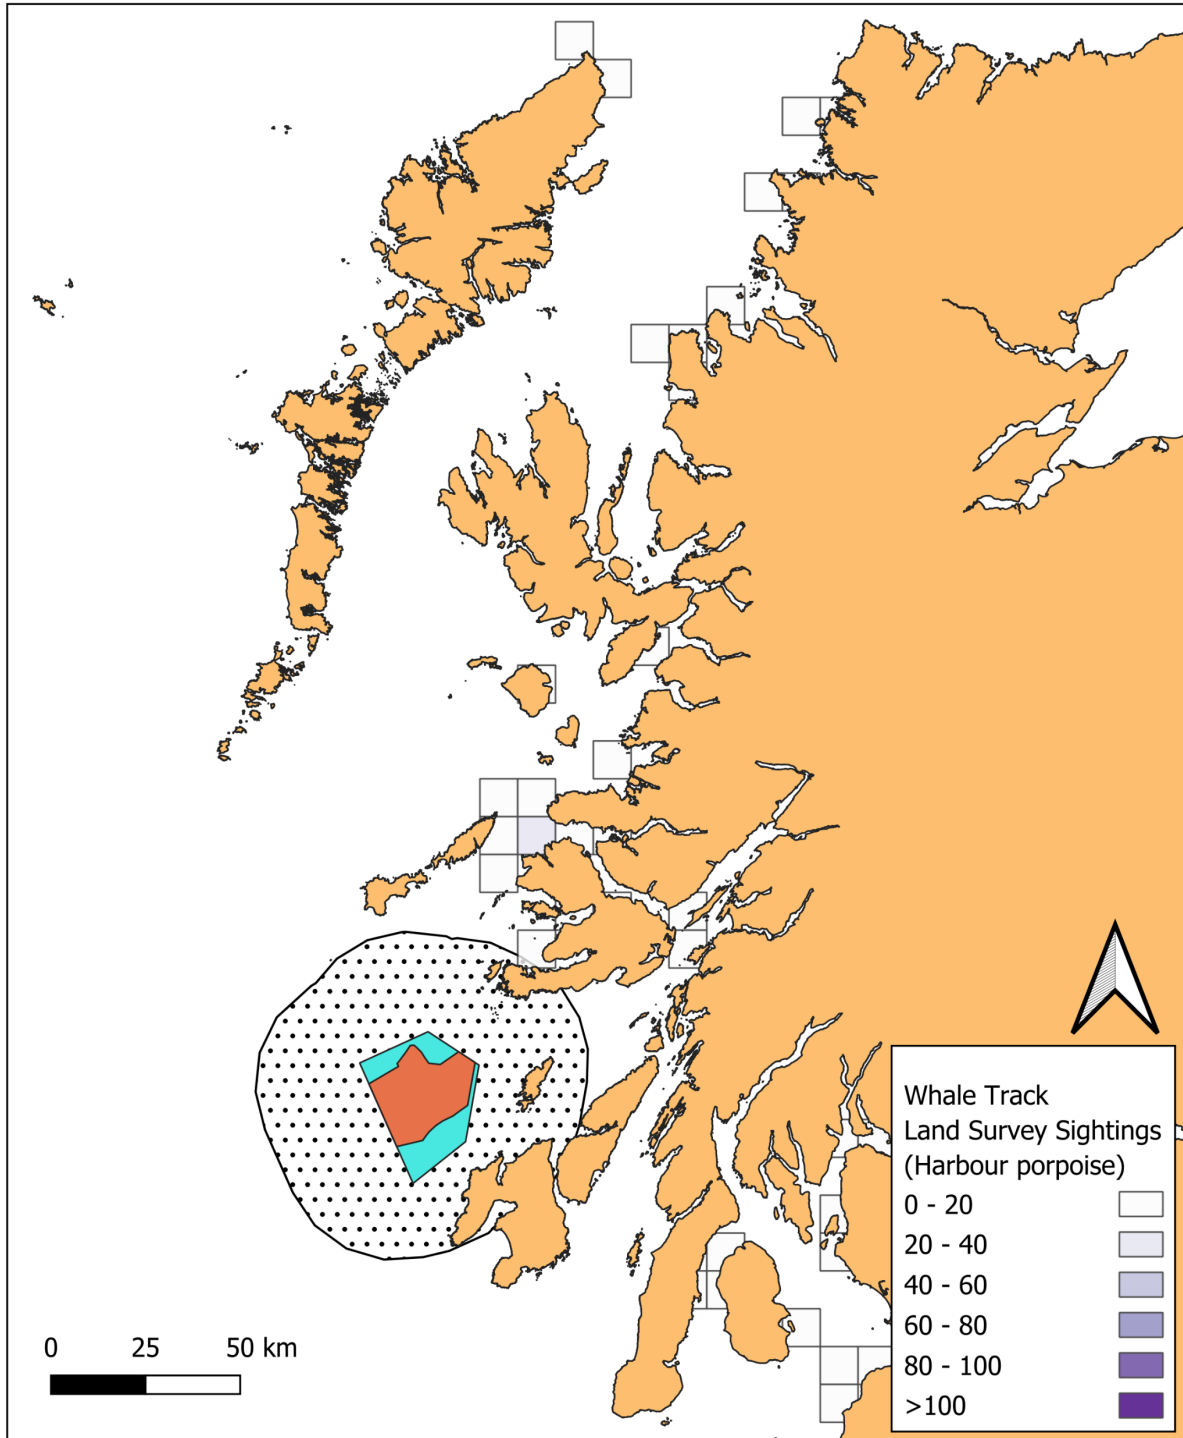 Whale Track
Land Survey Sightings
(Harbour porpoise)
0 - 20
20 - 40
40 - 60
60 - 80
80 - 100
>100
0 25 50 km